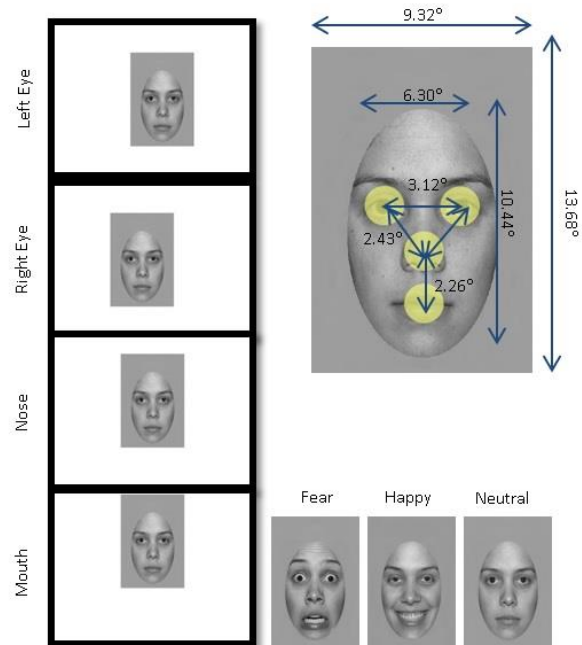 Left Eye
Right Eye
Nose
Mouth
9.32°
6.30°
3.12°
2.43°
2.26°
10.44°
13.68°
Fear Happy Neutral